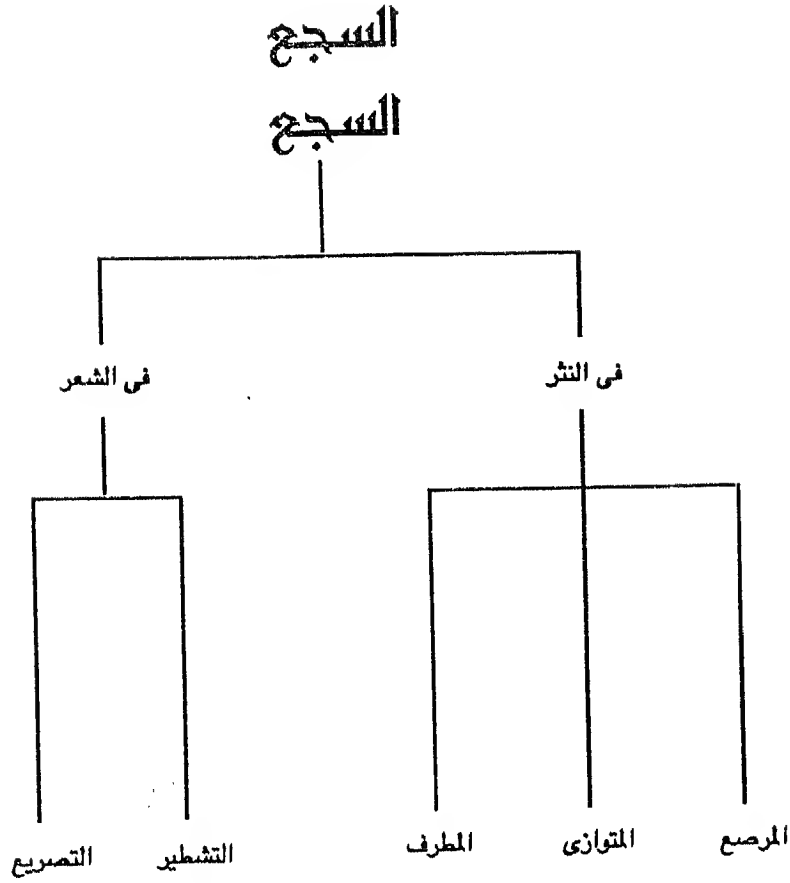 السجع
السجع
فى النثر
فى الشعر
المرصع
المتوازى
المطرف
التشطير
التصريع